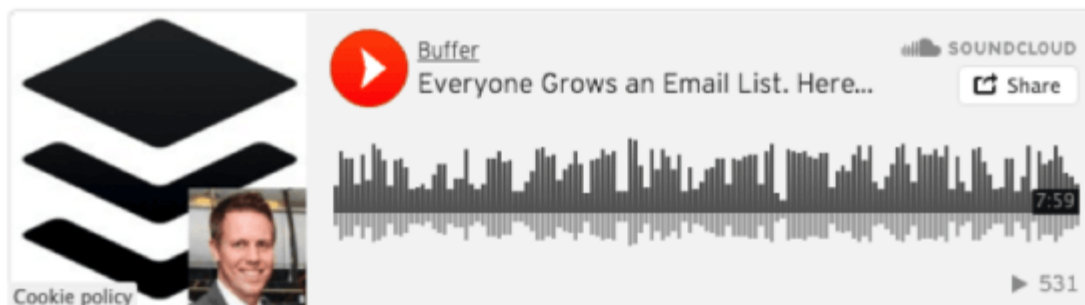 Buffer
SOUNDCLOUD
Everyone Grows an Email List. Here...
Share
7:59
531
Cookie policy